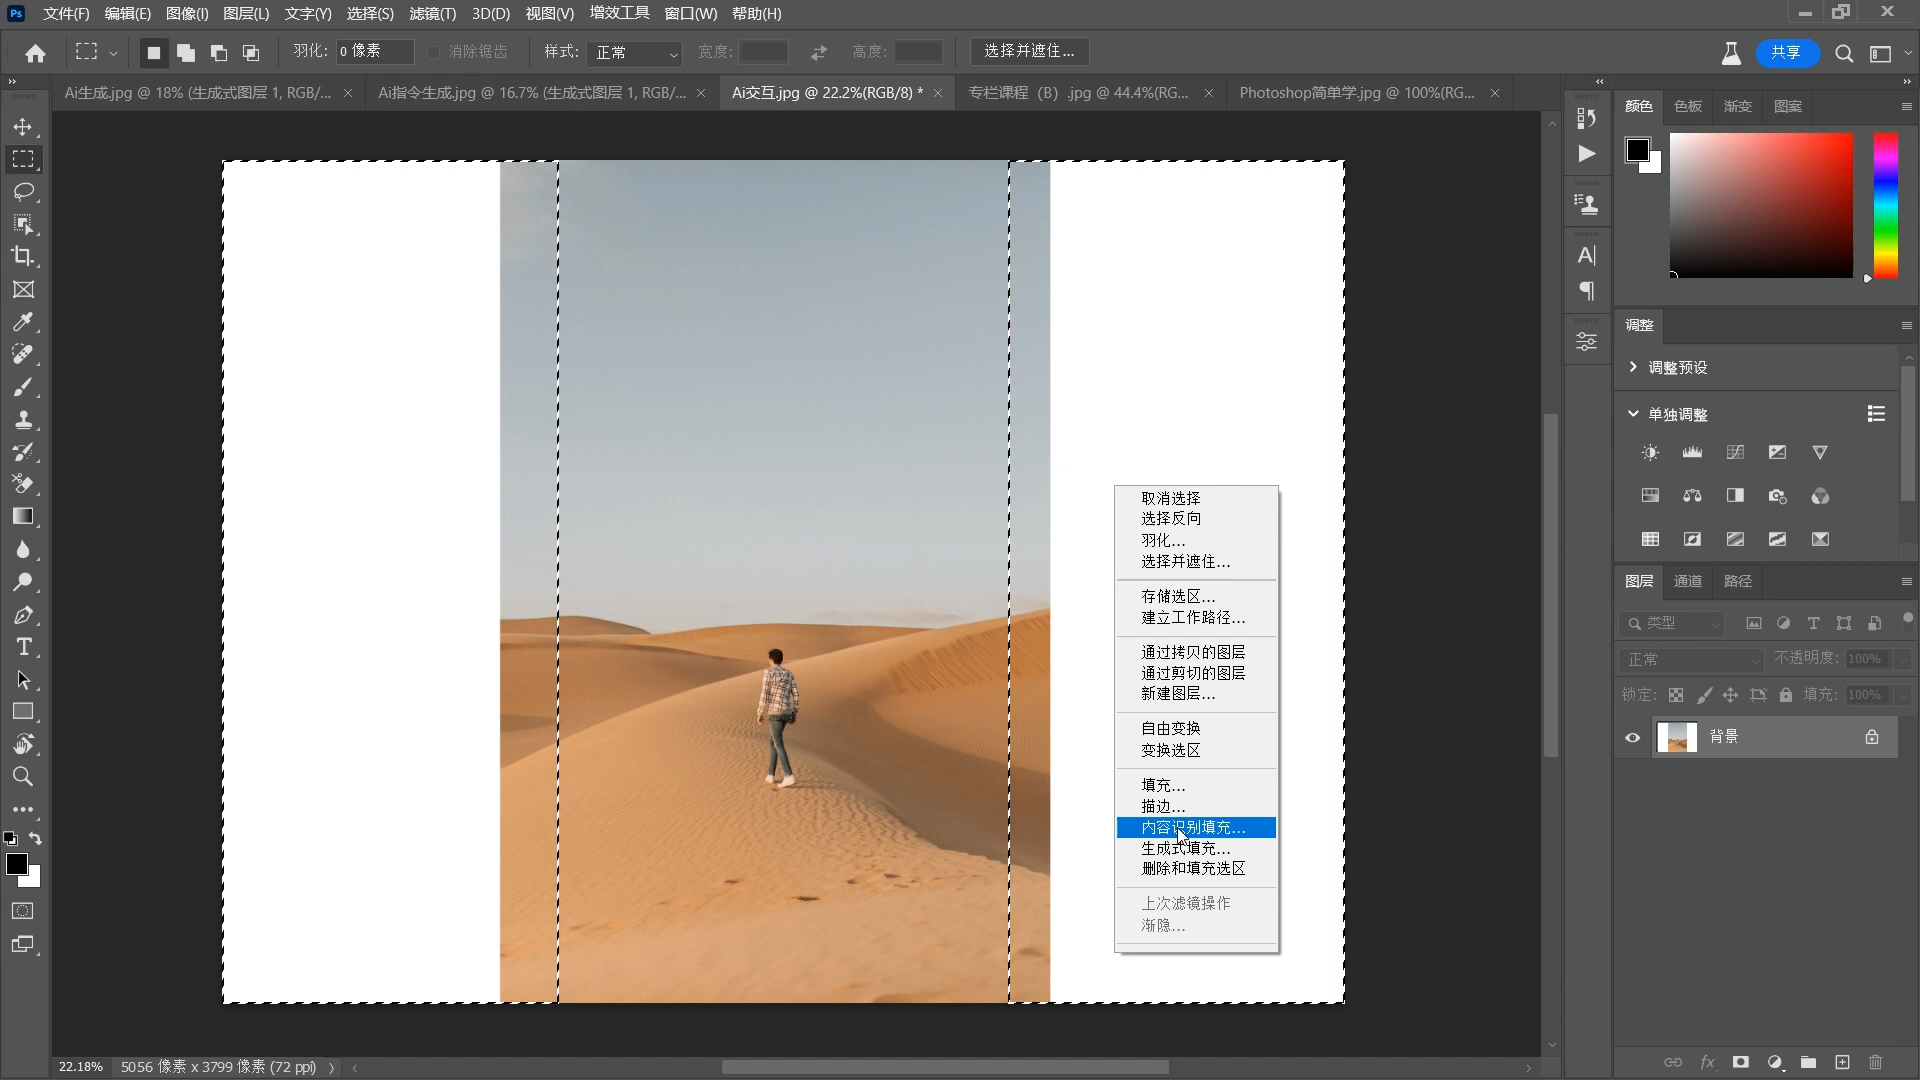 Ps 文件(F) 编辑(E) 图像(I) 图层(L) 文字(Y) 选择(S) 滤镜(T) 3D(D) 视图(V) 增效工具 窗口(W) 帮助(H)
羽化: 0 像素 消除锯齿 样式: 正常 宽度: 高度: 选择并遮住... 共享
Ai生成.jpg @ 18% (生成式图层 1, RGB/... × Ai指令生成.jpg @ 16.7% (生成式图层 1, RGB/... × Ai交互.jpg @ 22.2%(RGB/8) * × 专栏课程（B）.jpg @ 44.4%(RG... × Photoshop简单学.jpg @ 100%(RG... ×
颜色 色板 渐变 图案
调整
调整预设
单独调整
取消选择
选择反向
羽化...
选择并遮住...
存储选区...
建立工作路径...
通过拷贝的图层
通过剪切的图层
新建图层...
自由变换
变换选区
填充...
描边...
内容识别填充...
生成式填充...
删除和填充选区
上次滤镜操作
渐隐...
图层 通道 路径
类型
正常 不透明度: 100%
锁定: 填充: 100%
背景
22.18% 5056 像素 x 3799 像素 (72 ppi)